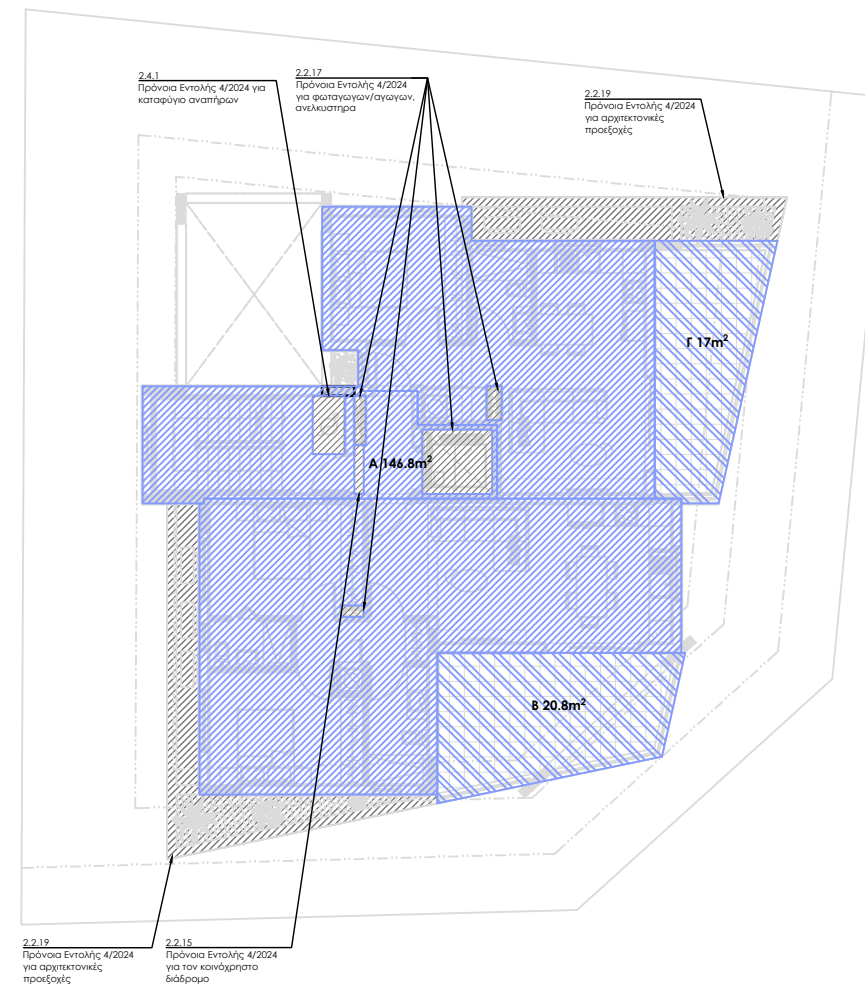 2.4.1
Πρόνοια Εντολής 4/2024 για
καταφύγιο αναπήρων
2.2.17
Πρόνοια Εντολής 4/2024
για φωταγωγων/αγωγων,
ανελκυστηρα
2.2.19
Πρόνοια Εντολής 4/2024
για αρχιτεκτονικές
προεξοχές
Γ 17m²
Α 146.8m²
Β 20.8m²
2.2.19
Πρόνοια Εντολής 4/2024
για αρχιτεκτονικές
προεξοχές
2.2.15
Πρόνοια Εντολής 4/2024
για τον κοινόχρηστο
διάδρομο